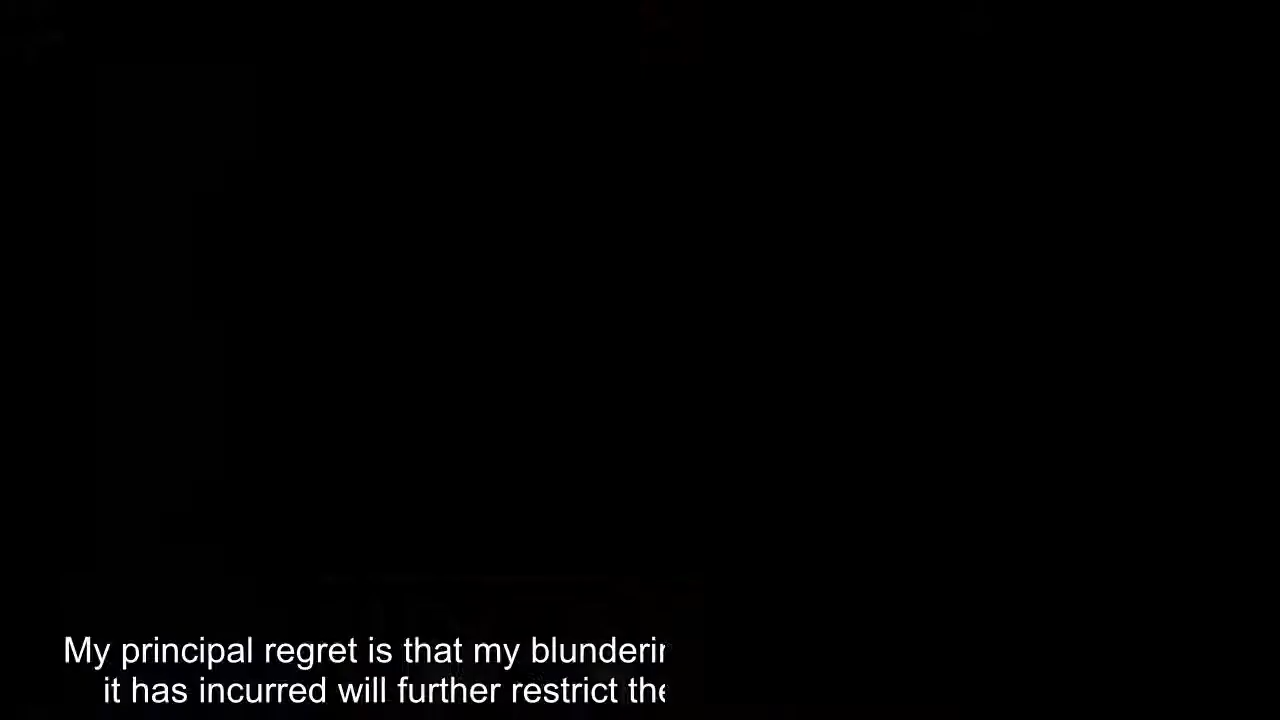 My principal regret is that my
it has incurred will further restrict